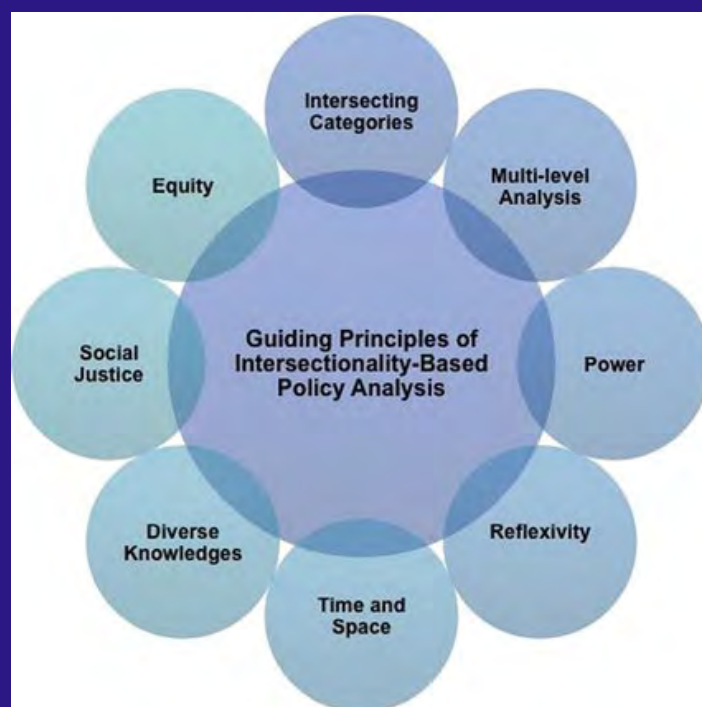 Intersecting
Categories
Multi-level
Analysis
Power
Reflexivity
Time and
Space
Diverse
Knowledges
Social
Justice
Equity
Guiding Principles of
Intersectionality-Based
Policy Analysis